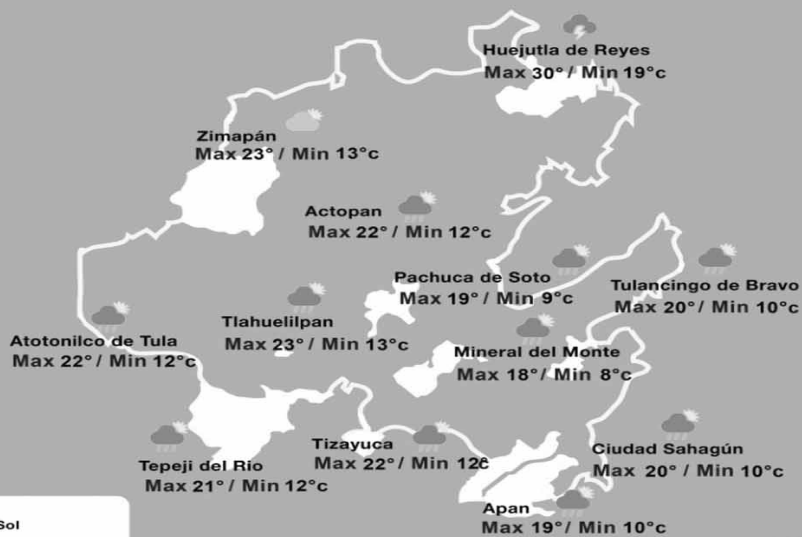 Huejutla de Reyes
Max 30° / Min 19°c
Zimapán
Max 23° / Min 13°c
Actopan
Max 22° / Min 12°c
Pachuca de Soto
Max 19° / Min 9°c
Tulancingo de Bravo
Max 20° / Min 10°c
Tlahuelilpan
Max 23° / Min 13°c
Atotonilco de Tula
Max 22° / Min 12°c
Mineral del Monte
Max 18° / Min 8°c
Tizayuca
Max 22° / Min 12c
Ciudad Sahagún
Max 20° / Min 10°c
Tepeji del Rio
Max 21° / Min 12°c
Apan
Max 19° / Min 10°c
Sol